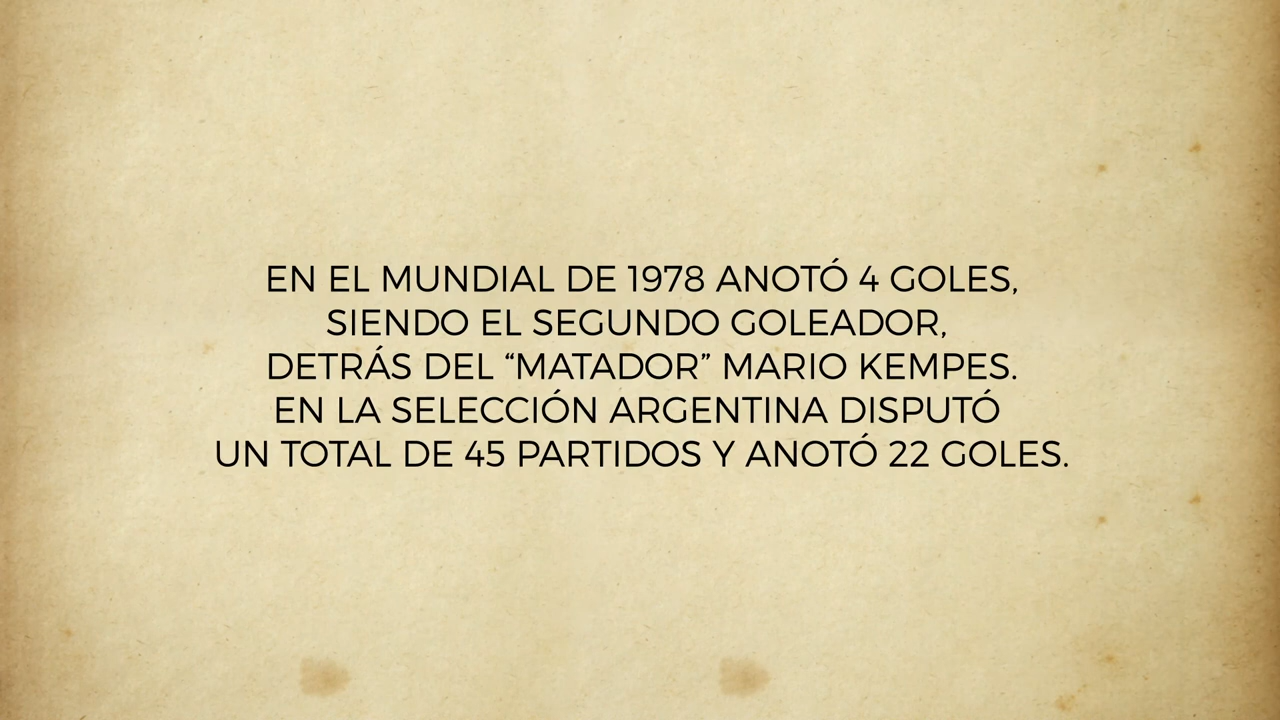 EN EL MUNDIAL DE 1978 ANOTÓ 4 GOLES,
SIENDO EL SEGUNDO GOLEADOR,
DETRÁS DEL “MATADOR” MARIO KEMPES.
EN LA SELECCIÓN ARGENTINA DISPUTÓ
UN TOTAL DE 45 PARTIDOS Y ANOTÓ 22 GOLES.